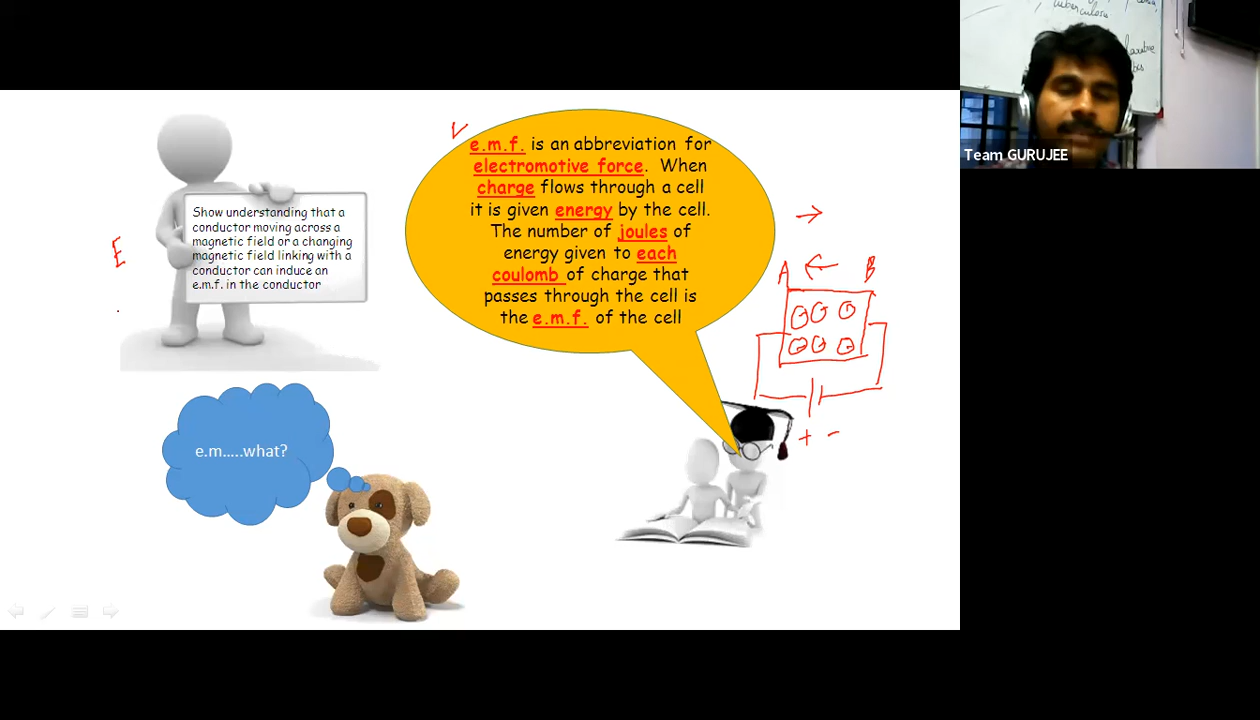 tuberculosis
Team GURUJEE
V
e.m.f. is an abbreviation for
electromotive force. When
charge flows through a cell
it is given energy by the cell.
The number of joules of
energy given to each
coulomb of charge that
passes through the cell is
the e.m.f. of the cell
Show understanding that a
conductor moving across a
magnetic field or a changing
magnetic field linking with a
conductor can induce an
e.m.f. in the conductor
E
A ← B
→
+ -
e.m.....what?